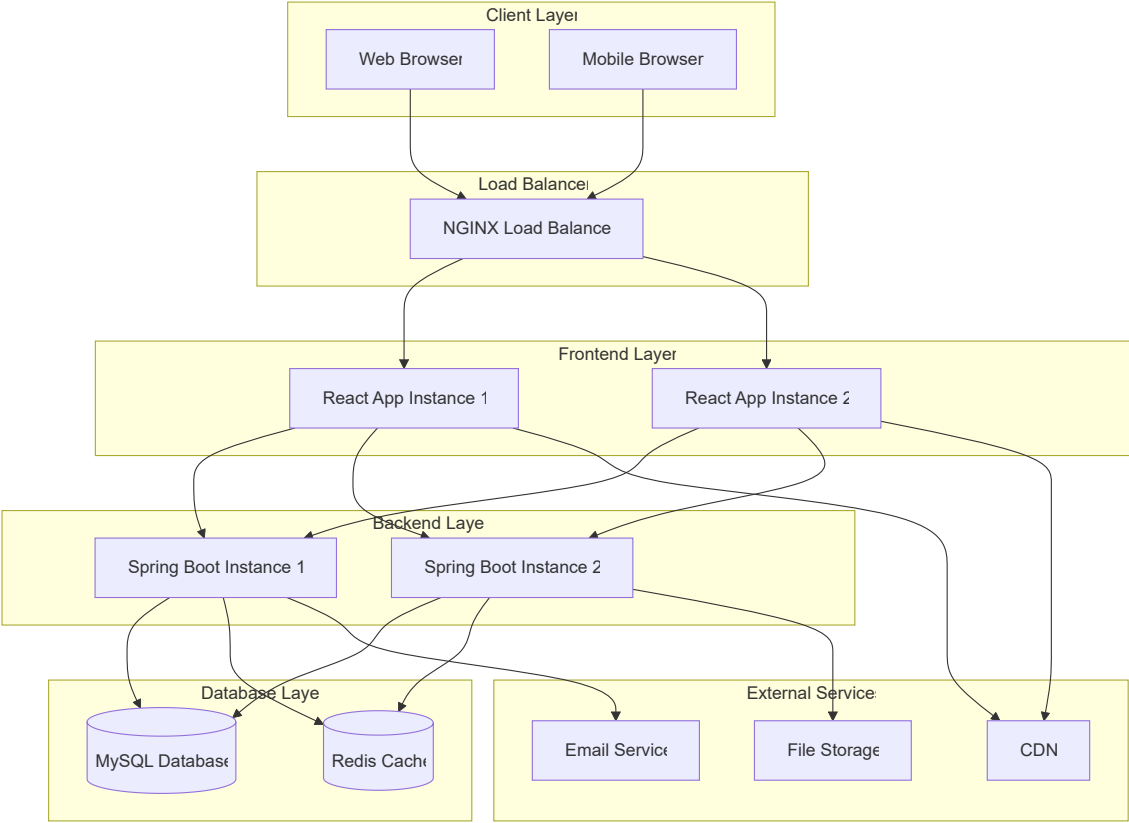 Client Layer
Web Browser
Mobile Browser
Load Balancer
NGINX Load Balance
Frontend Layer
React App Instance 1
React App Instance 2
Backend Laye
Spring Boot Instance 1
Spring Boot Instance 2
Database Laye
External Services
MySQL Database
Redis Cache
Email Service
File Storage
CDN